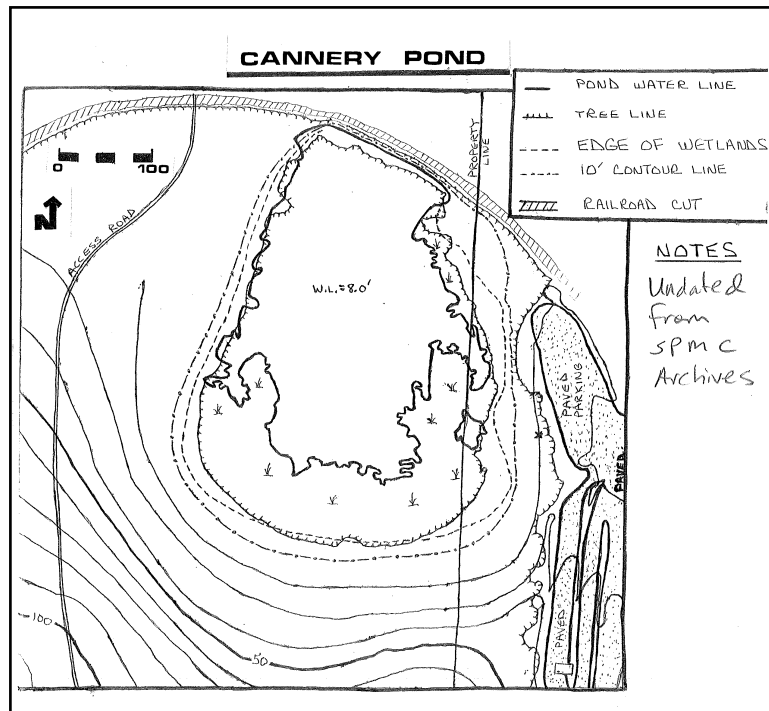 CANNERY POND
POND WATER LINE
TREE LINE
EDGE OF WETLANDS
10' CONTOUR LINE
RAILROAD CUT
NOTES
Undated
from
SPMC
Archives
0 100
N
ACCESS ROAD
PROPERTY
LINE
W.L.=8.0'
PAVED
PARKING
PAVED
PAVED
100
50